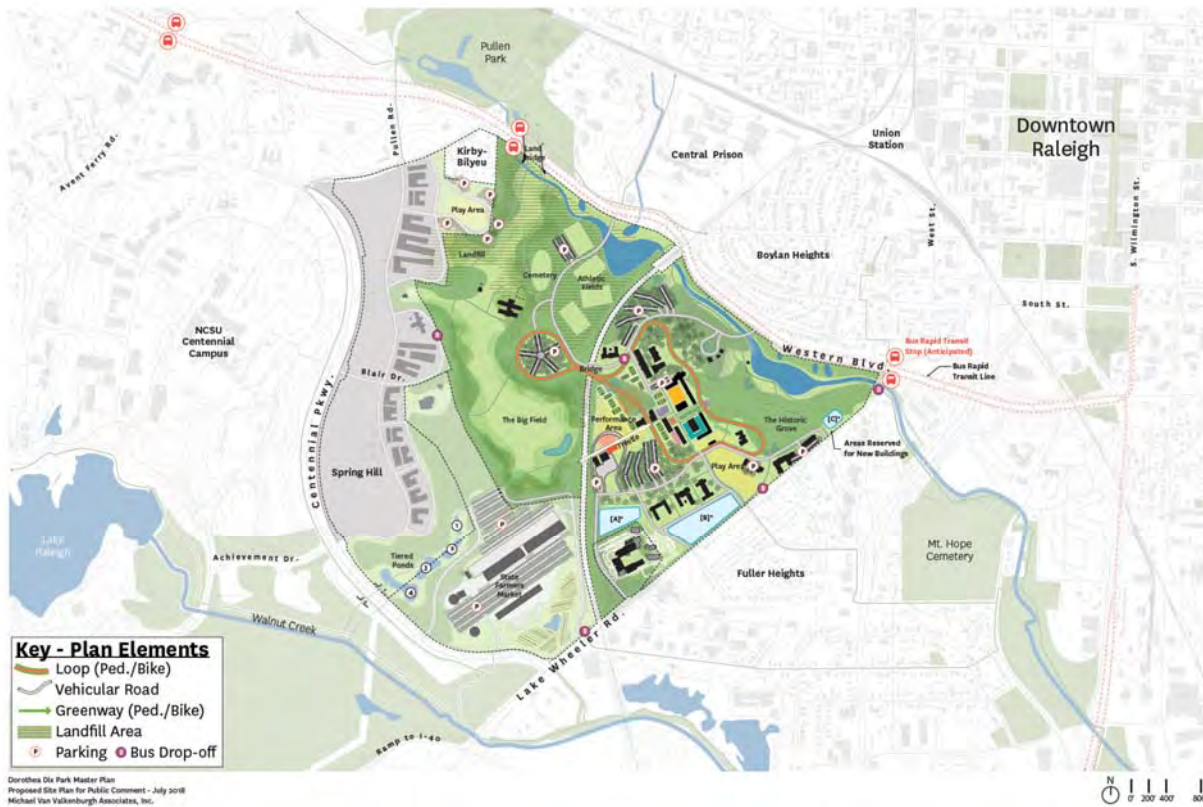 Pullen
Park
Downtown
Raleigh
Union
Station
Central Prison
Pullen Rd.
Avent Ferry Rd.
Kirby-
Bilyeu
Land
Play Area
Landfill
Cemetery
Athletic
Fields
Boylan Heights
West St.
S. Wilmington St.
South St.
NCSU
Centennial
Campus
Blair Dr.
Centennial Pkwy.
Spring Hill
The Big Field
Bridge
Performance
Area
The Historic
Grove
Play Area
Western Blvd
Bus Rapid Transit
Stop (Anticipated)
Bus Rapid
Transit Line
[C]*
Areas Reserved
for New Buildings
[A]*
[B]*
Lake
Raleigh
Achievement Dr.
Tiered
Ponds
1
2
3
4
State
Farmers
Market
Fuller Heights
Mt. Hope
Cemetery
Walnut Creek
Lake Wheeler Rd.
Ramp to I-40
Key - Plan Elements
Loop (Ped./Bike)
Vehicular Road
Greenway (Ped./Bike)
Landfill Area
P Parking B Bus Drop-off
Dorothea Dix Park Master Plan
Proposed Site Plan for Public Comment - July 2018
Michael Van Valkenburgh Associates, Inc.
N
0' 200' 400' 800'